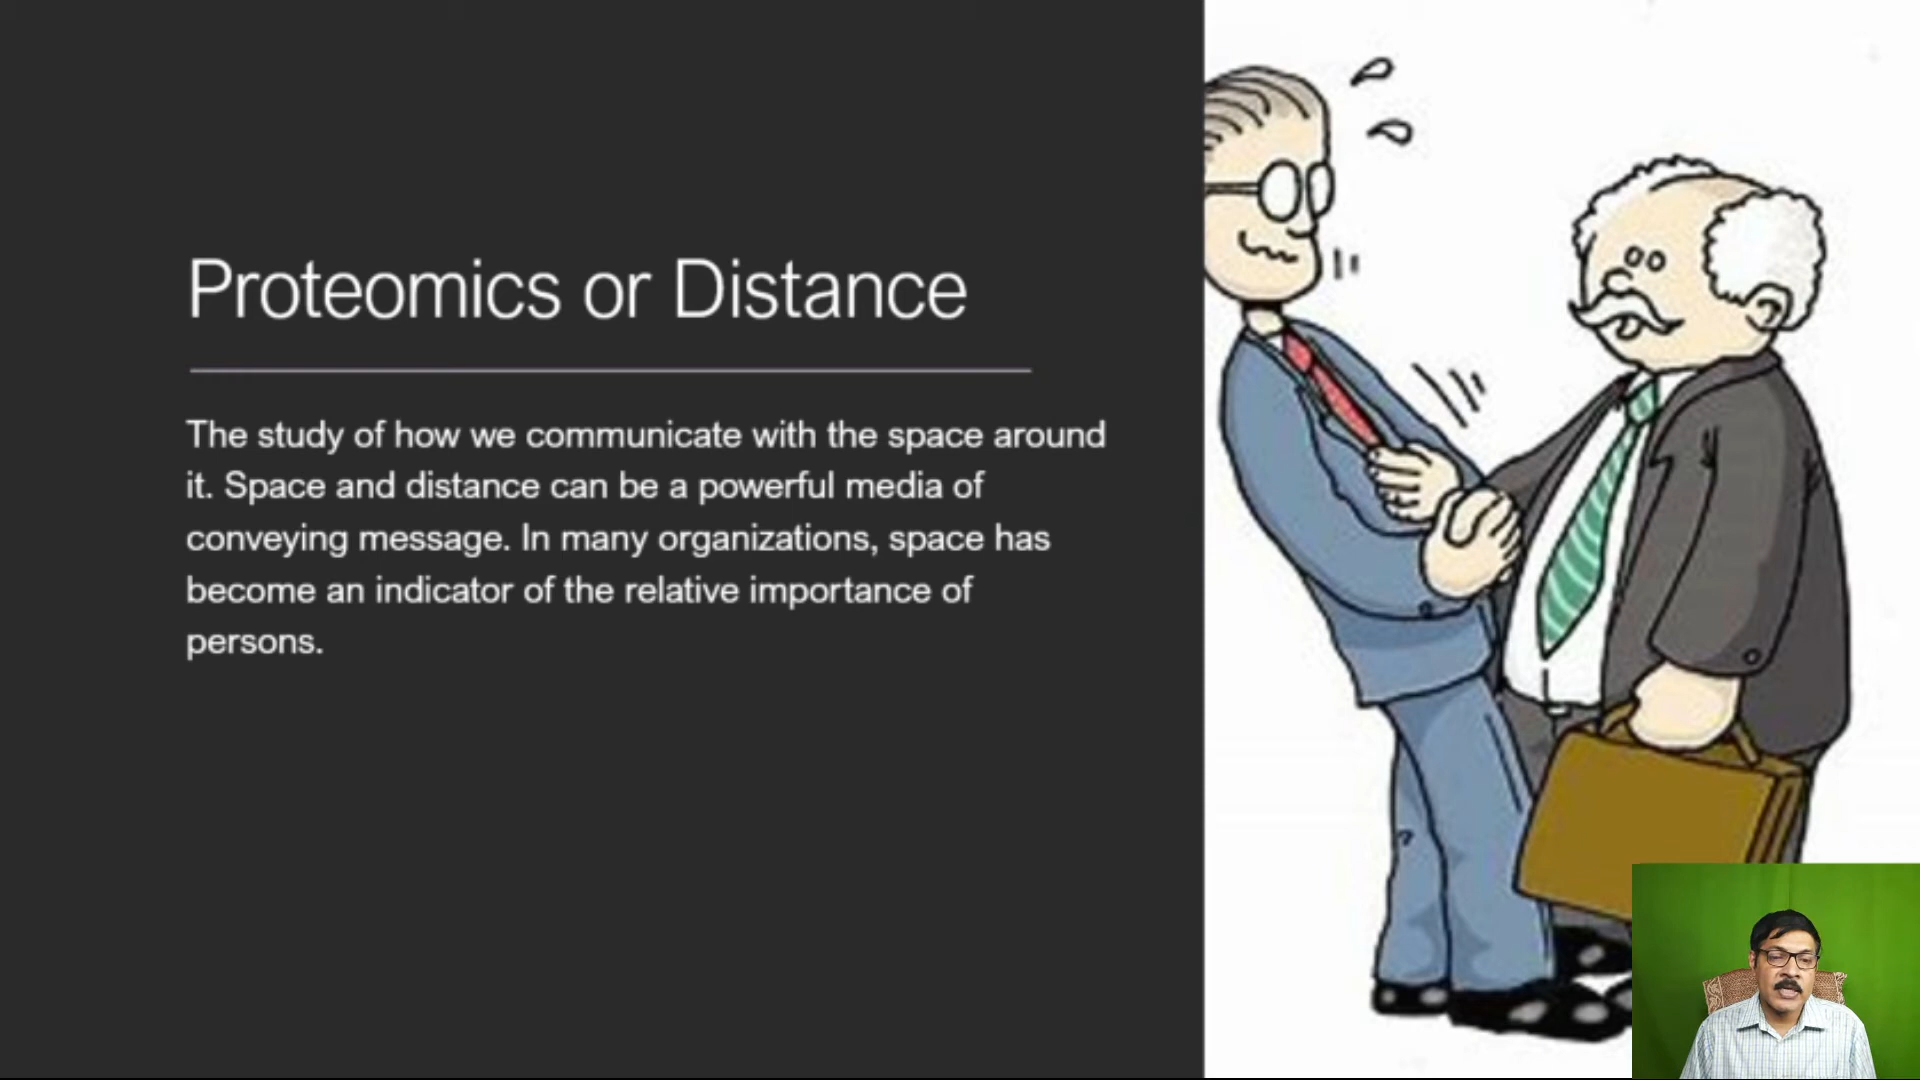 Proteomics or Distance
The study of how we communicate with the space around
it. Space and distance can be a powerful media of
conveying message. In many organizations, space has
become an indicator of the relative importance of
persons.